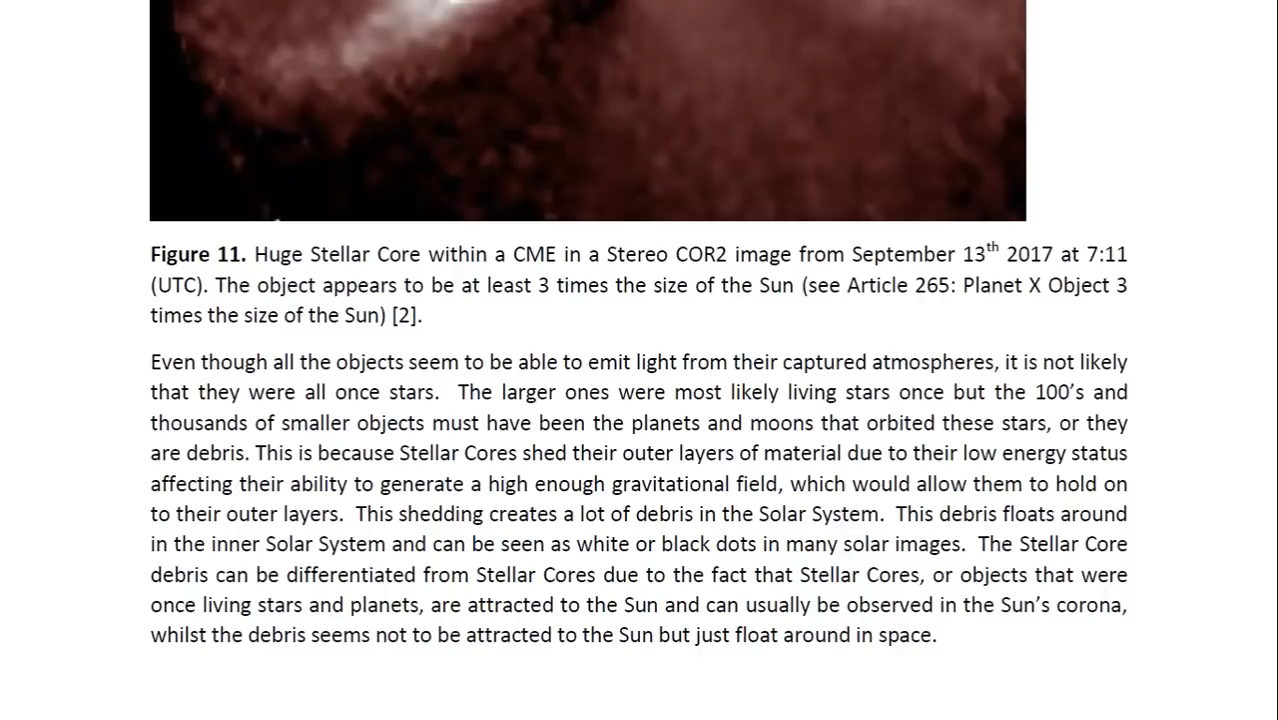 Figure 11. Huge Stellar Core within a CME in a Stereo COR2 image from September 13th 2017 at 7:11
(UTC). The object appears to be at least 3 times the size of the Sun (see Article 265: Planet X Object 3
times the size of the Sun) [2].
Even though all the objects seem to be able to emit light from their captured atmospheres, it is not likely
that they were all once stars. The larger ones were most likely living stars once but the 100's and
thousands of smaller objects must have been the planets and moons that orbited these stars, or they
are debris. This is because Stellar Cores shed their outer layers of material due to their low energy status
affecting their ability to generate a high enough gravitational field, which would allow them to hold on
to their outer layers. This shedding creates a lot of debris in the Solar System. This debris floats around
in the inner Solar System and can be seen as white or black dots in many solar images. The Stellar Core
debris can be differentiated from Stellar Cores due to the fact that Stellar Cores, or objects that were
once living stars and planets, are attracted to the Sun and can usually be observed in the Sun's corona,
whilst the debris seems not to be attracted to the Sun but just float around in space.